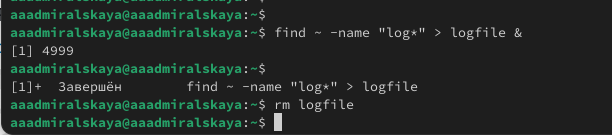 aaadmiralskaya@aaadmiralskaya:~$
aaadmiralskaya@aaadmiralskaya:~$ find ~ -name "log*" > logfile &
[1] 4999
aaadmiralskaya@aaadmiralskaya:~$
[1]+  Завершён        find ~ -name "log*" > logfile
aaadmiralskaya@aaadmiralskaya:~$ rm logfile
aaadmiralskaya@aaadmiralskaya:~$